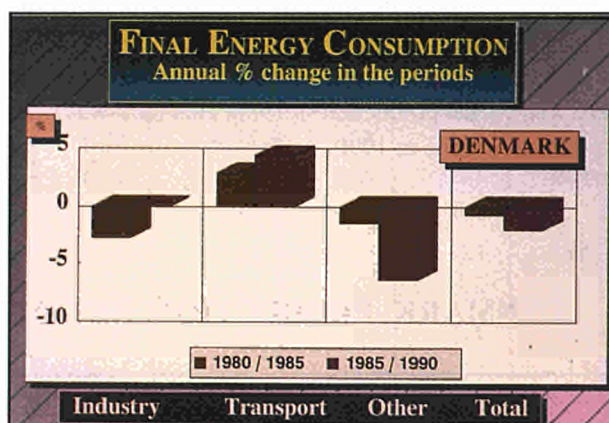 FINAL ENERGY CONSUMPTION
Annual % change in the periods
%
DENMARK
5
0
-5
-10
1980 / 1985 1985 / 1990
Industry Transport Other Total